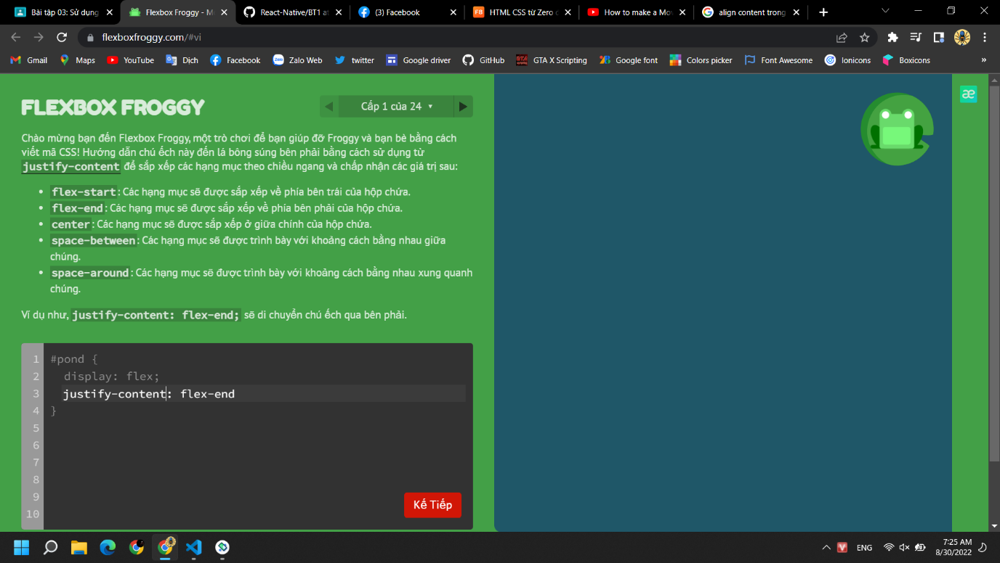 Bài tập 03: Sử dụng
Flexbox Froggy - M
React-Native/BT1 at
(3) Facebook
HTML CSS từ Zero
How to make a Mo
align content trong
flexboxfroggy.com/#vi
Gmail
Maps
YouTube
Dịch
Facebook
Zalo Web
twitter
Google driver
GitHub
GTA X Scripting
Google font
Colors picker
Font Awesome
Ionicons
Boxicons
»
FLEXBOX FROGGY
Cấp 1 của 24
Chào mừng bạn đến Flexbox Froggy, một trò chơi để bạn giúp đỡ Froggy và bạn bè bằng cách
viết mã CSS! Hướng dẫn chú ếch này đến lá bông súng bên phải bằng cách sử dụng từ
justify-content để sắp xếp các hạng mục theo chiều ngang và chấp nhận các giá trị sau:
• flex-start: Các hạng mục sẽ được sắp xếp về phía bên trái của hộp chứa.
• flex-end: Các hạng mục sẽ được sắp xếp về phía bên phải của hộp chứa.
• center: Các hạng mục sẽ được sắp xếp ở giữa chính của hộp chứa.
• space-between: Các hạng mục sẽ được trình bày với khoảng cách bằng nhau giữa
chúng.
• space-around: Các hạng mục sẽ được trình bày với khoảng cách bằng nhau xung quanh
chúng.
Ví dụ như, justify-content: flex-end; sẽ di chuyển chú ếch qua bên phải.
1 #pond {
2 display: flex;
3 justify-content: flex-end
4 }
5
6
7
8
9
10
Kế Tiếp
æ
ENG
7:25 AM
8/30/2022